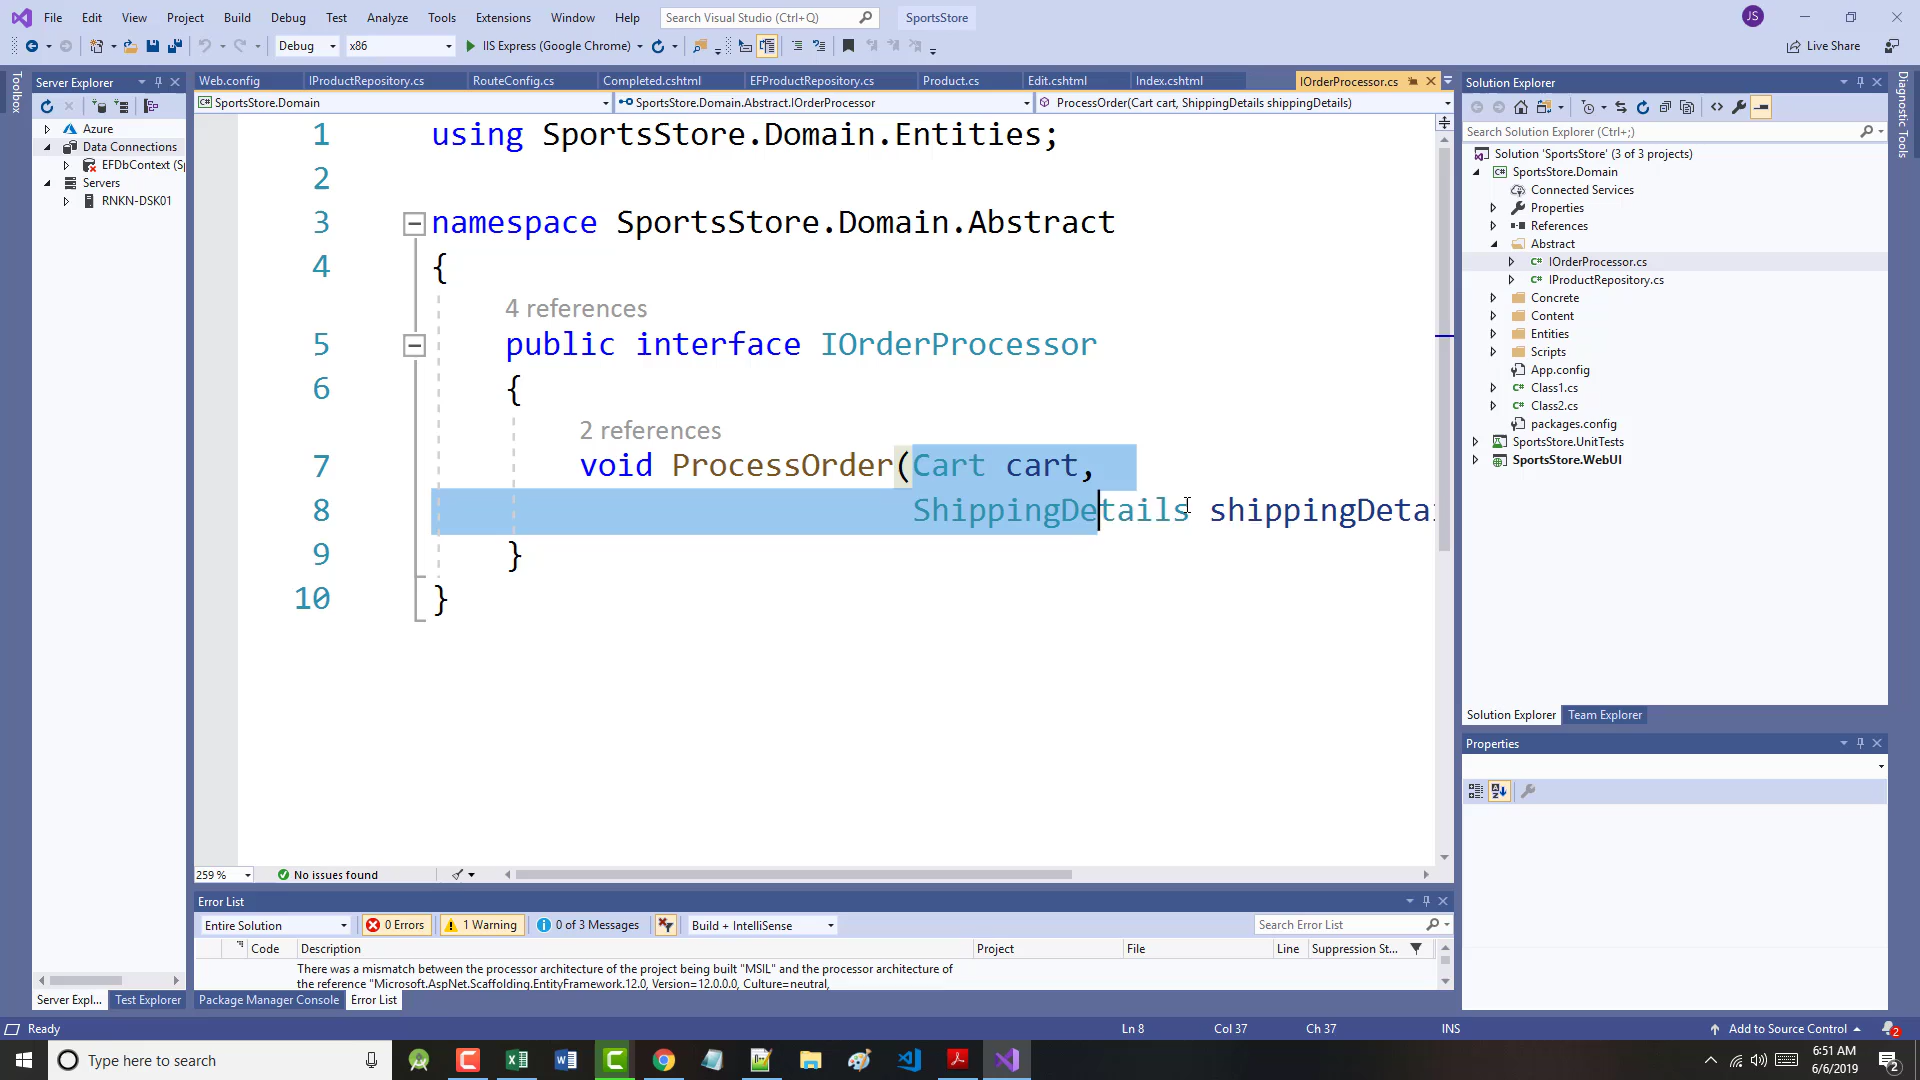 File Edit View Project Build Debug Test Analyze Tools Extensions Window Help Search Visual Studio (Ctrl+Q) SportsStore JS
Debug x86 IIS Express (Google Chrome) Live Share
Toolbox
Server Explorer
Azure
Data Connections
EFDbContext (Sp
Servers
RNKN-DSK01
Server Expl... Test Explorer
Web.config IProductRepository.cs RouteConfig.cs Completed.cshtml EFProductRepository.cs Product.cs Edit.cshtml Index.cshtml IOrderProcessor.cs
SportsStore.Domain SportsStore.Domain.Abstract.IOrderProcessor ProcessOrder(Cart cart, ShippingDetails shippingDetails)
1 using SportsStore.Domain.Entities;
2
3 namespace SportsStore.Domain.Abstract
4 {
4 references
5 public interface IOrderProcessor
6 {
2 references
7 void ProcessOrder(Cart cart,
8 ShippingDetails shippingDetai
9 }
10 }
259 % No issues found
Error List
Entire Solution 0 Errors 1 Warning 0 of 3 Messages Build + IntelliSense Search Error List
Code Description Project File Line Suppression St...
There was a mismatch between the processor architecture of the project being built "MSIL" and the processor architecture of
the reference "Microsoft.AspNet.Scaffolding.EntityFramework.12.0, Version=12.0.0.0, Culture=neutral,
Package Manager Console Error List
Solution Explorer
Search Solution Explorer (Ctrl+;)
Solution 'SportsStore' (3 of 3 projects)
SportsStore.Domain
Connected Services
Properties
References
Abstract
IOrderProcessor.cs
IProductRepository.cs
Concrete
Content
Entities
Scripts
App.config
Class1.cs
Class2.cs
packages.config
SportsStore.UnitTests
SportsStore.WebUI
Solution Explorer Team Explorer
Properties
Diagnostic Tools
Ready Ln 8 Col 37 Ch 37 INS Add to Source Control 2
Type here to search 6:51 AM
6/6/2019 2